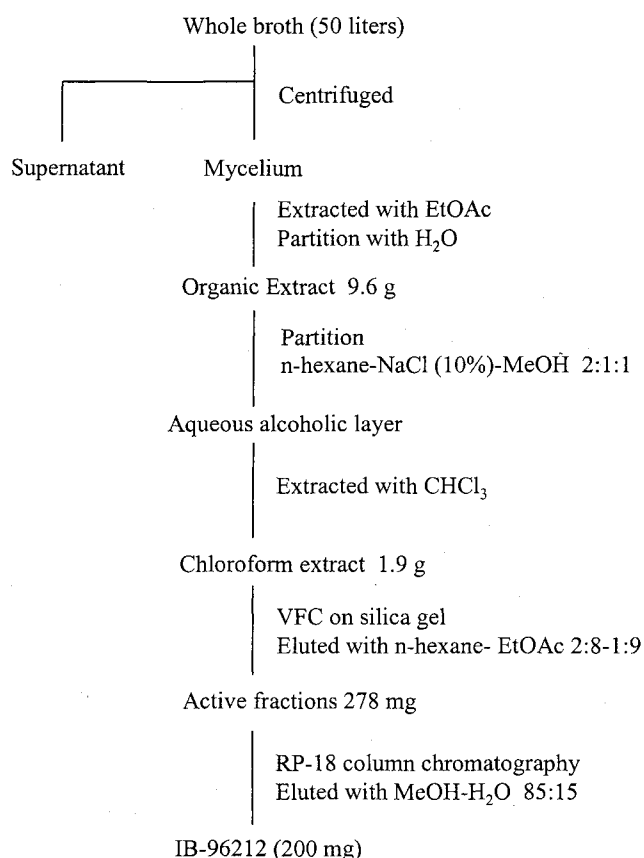 Whole broth (50 liters)
Centrifuged
Supernatant Mycelium
Extracted with EtOAc
Partition with H₂O
Organic Extract 9.6 g
Partition
n-hexane-NaCl (10%)-MeOH 2:1:1
Aqueous alcoholic layer
Extracted with CHCl₃
Chloroform extract 1.9 g
VFC on silica gel
Eluted with n-hexane- EtOAc 2:8-1:9
Active fractions 278 mg
RP-18 column chromatography
Eluted with MeOH-H₂O 85:15
IB-96212 (200 mg)